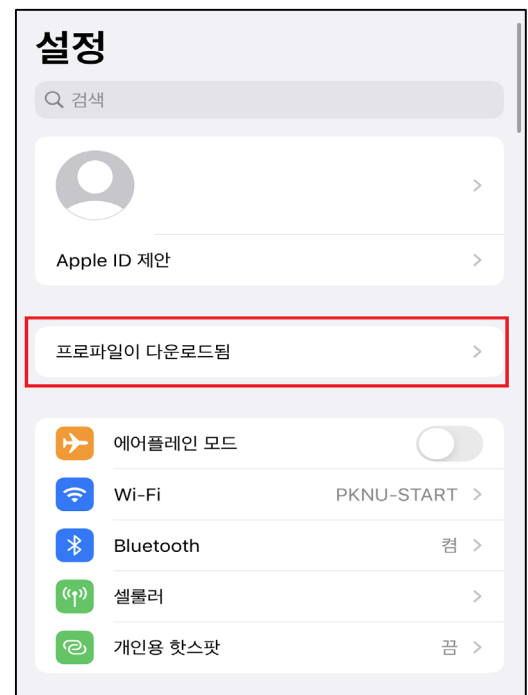 설정
검색
Apple ID 제안
프로파일이 다운로드됨
에어플레인 모드
Wi-Fi PKNU-START
Bluetooth 켬
셀룰러
개인용 핫스팟 끔